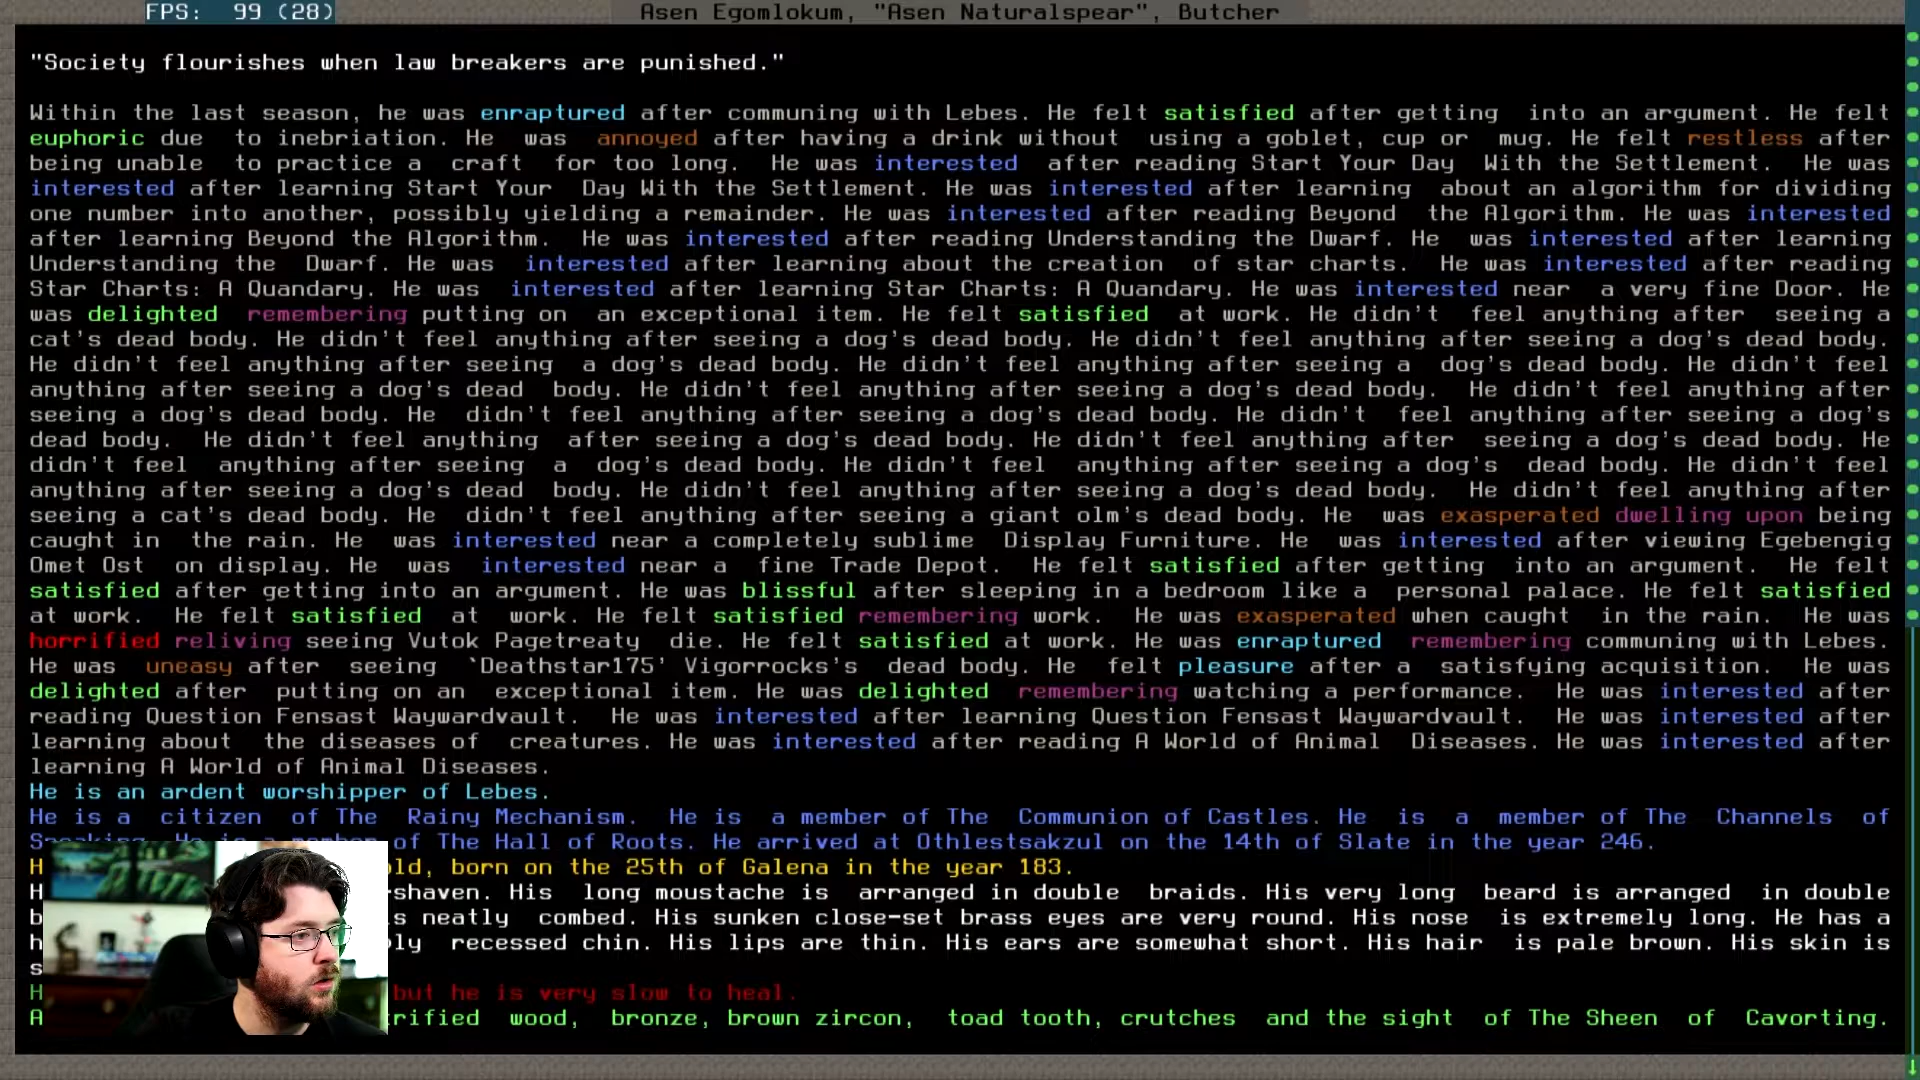 FPS: 99 (28)
Asen Egomlokum, "Asen Naturalspear", Butcher
"Society flourishes when law breakers are punished."
Within the last season, he was enraptured after communing with Lebes. He felt satisfied after getting into an argument. He felt
euphoric due to inebriation. He was annoyed after having a drink without using a goblet, cup or mug. He felt restless after
being unable to practice a craft for too long. He was interested after reading Start Your Day With the Settlement. He was
interested after learning Start Your Day With the Settlement. He was interested after learning about an algorithm for dividing
one number into another, possibly yielding a remainder. He was interested after reading Beyond the Algorithm. He was interested
after learning Beyond the Algorithm. He was interested after reading Understanding the Dwarf. He was interested after learning
Understanding the Dwarf. He was interested after learning about the creation of star charts. He was interested after reading
Star Charts: A Quandary. He was interested after learning Star Charts: A Quandary. He was interested near a very fine Door. He
was delighted remembering putting on an exceptional item. He felt satisfied at work. He didn't feel anything after seeing a
cat's dead body. He didn't feel anything after seeing a dog's dead body. He didn't feel anything after seeing a dog's dead body.
He didn't feel anything after seeing a dog's dead body. He didn't feel anything after seeing a dog's dead body. He didn't feel
anything after seeing a dog's dead body. He didn't feel anything after seeing a dog's dead body. He didn't feel anything after
seeing a dog's dead body. He didn't feel anything after seeing a dog's dead body. He didn't feel anything after seeing a dog's
dead body. He didn't feel anything after seeing a dog's dead body. He didn't feel anything after seeing a dog's dead body. He
didn't feel anything after seeing a dog's dead body. He didn't feel anything after seeing a dog's dead body. He didn't feel
anything after seeing a dog's dead body. He didn't feel anything after seeing a dog's dead body. He didn't feel anything after
seeing a cat's dead body. He didn't feel anything after seeing a giant olm's dead body. He was exasperated dwelling upon being
caught in the rain. He was interested near a completely sublime Display Furniture. He was interested after viewing Egebengig
Omet Ost on display. He was interested near a fine Trade Depot. He felt satisfied after getting into an argument. He felt
satisfied after getting into an argument. He was blissful after sleeping in a bedroom like a personal palace. He felt satisfied
at work. He felt satisfied at work. He felt satisfied remembering work. He was exasperated when caught in the rain. He was
horrified reliving seeing Vutok Pagetreaty die. He felt satisfied at work. He was enraptured remembering communing with Lebes.
He was uneasy after seeing `Deathstar175' Vigorrocks's dead body. He felt pleasure after a satisfying acquisition. He was
delighted after putting on an exceptional item. He was delighted remembering watching a performance. He was interested after
reading Question Fensast Waywardvault. He was interested after learning Question Fensast Waywardvault. He was interested after
learning about the diseases of creatures. He was interested after reading A World of Animal Diseases. He was interested after
learning A World of Animal Diseases.
He is an ardent worshipper of Lebes.
He is a citizen of The Rainy Mechanism. He is a member of The Communion of Castles. He is a member of The Channels of
Speaking. He is a member of The Hall of Roots. He arrived at Othlestsakzul on the 14th of Slate in the year 246.
H old, born on the 25th of Galena in the year 183.
H shaven. His long moustache is arranged in double braids. His very long beard is arranged in double
b s neatly combed. His sunken close-set brass eyes are very round. His nose is extremely long. He has a
h ly recessed chin. His lips are thin. His ears are somewhat short. His hair is pale brown. His skin is
s
H but he is very slow to heal.
A rified wood, bronze, brown zircon, toad tooth, crutches and the sight of The Sheen of Cavorting.